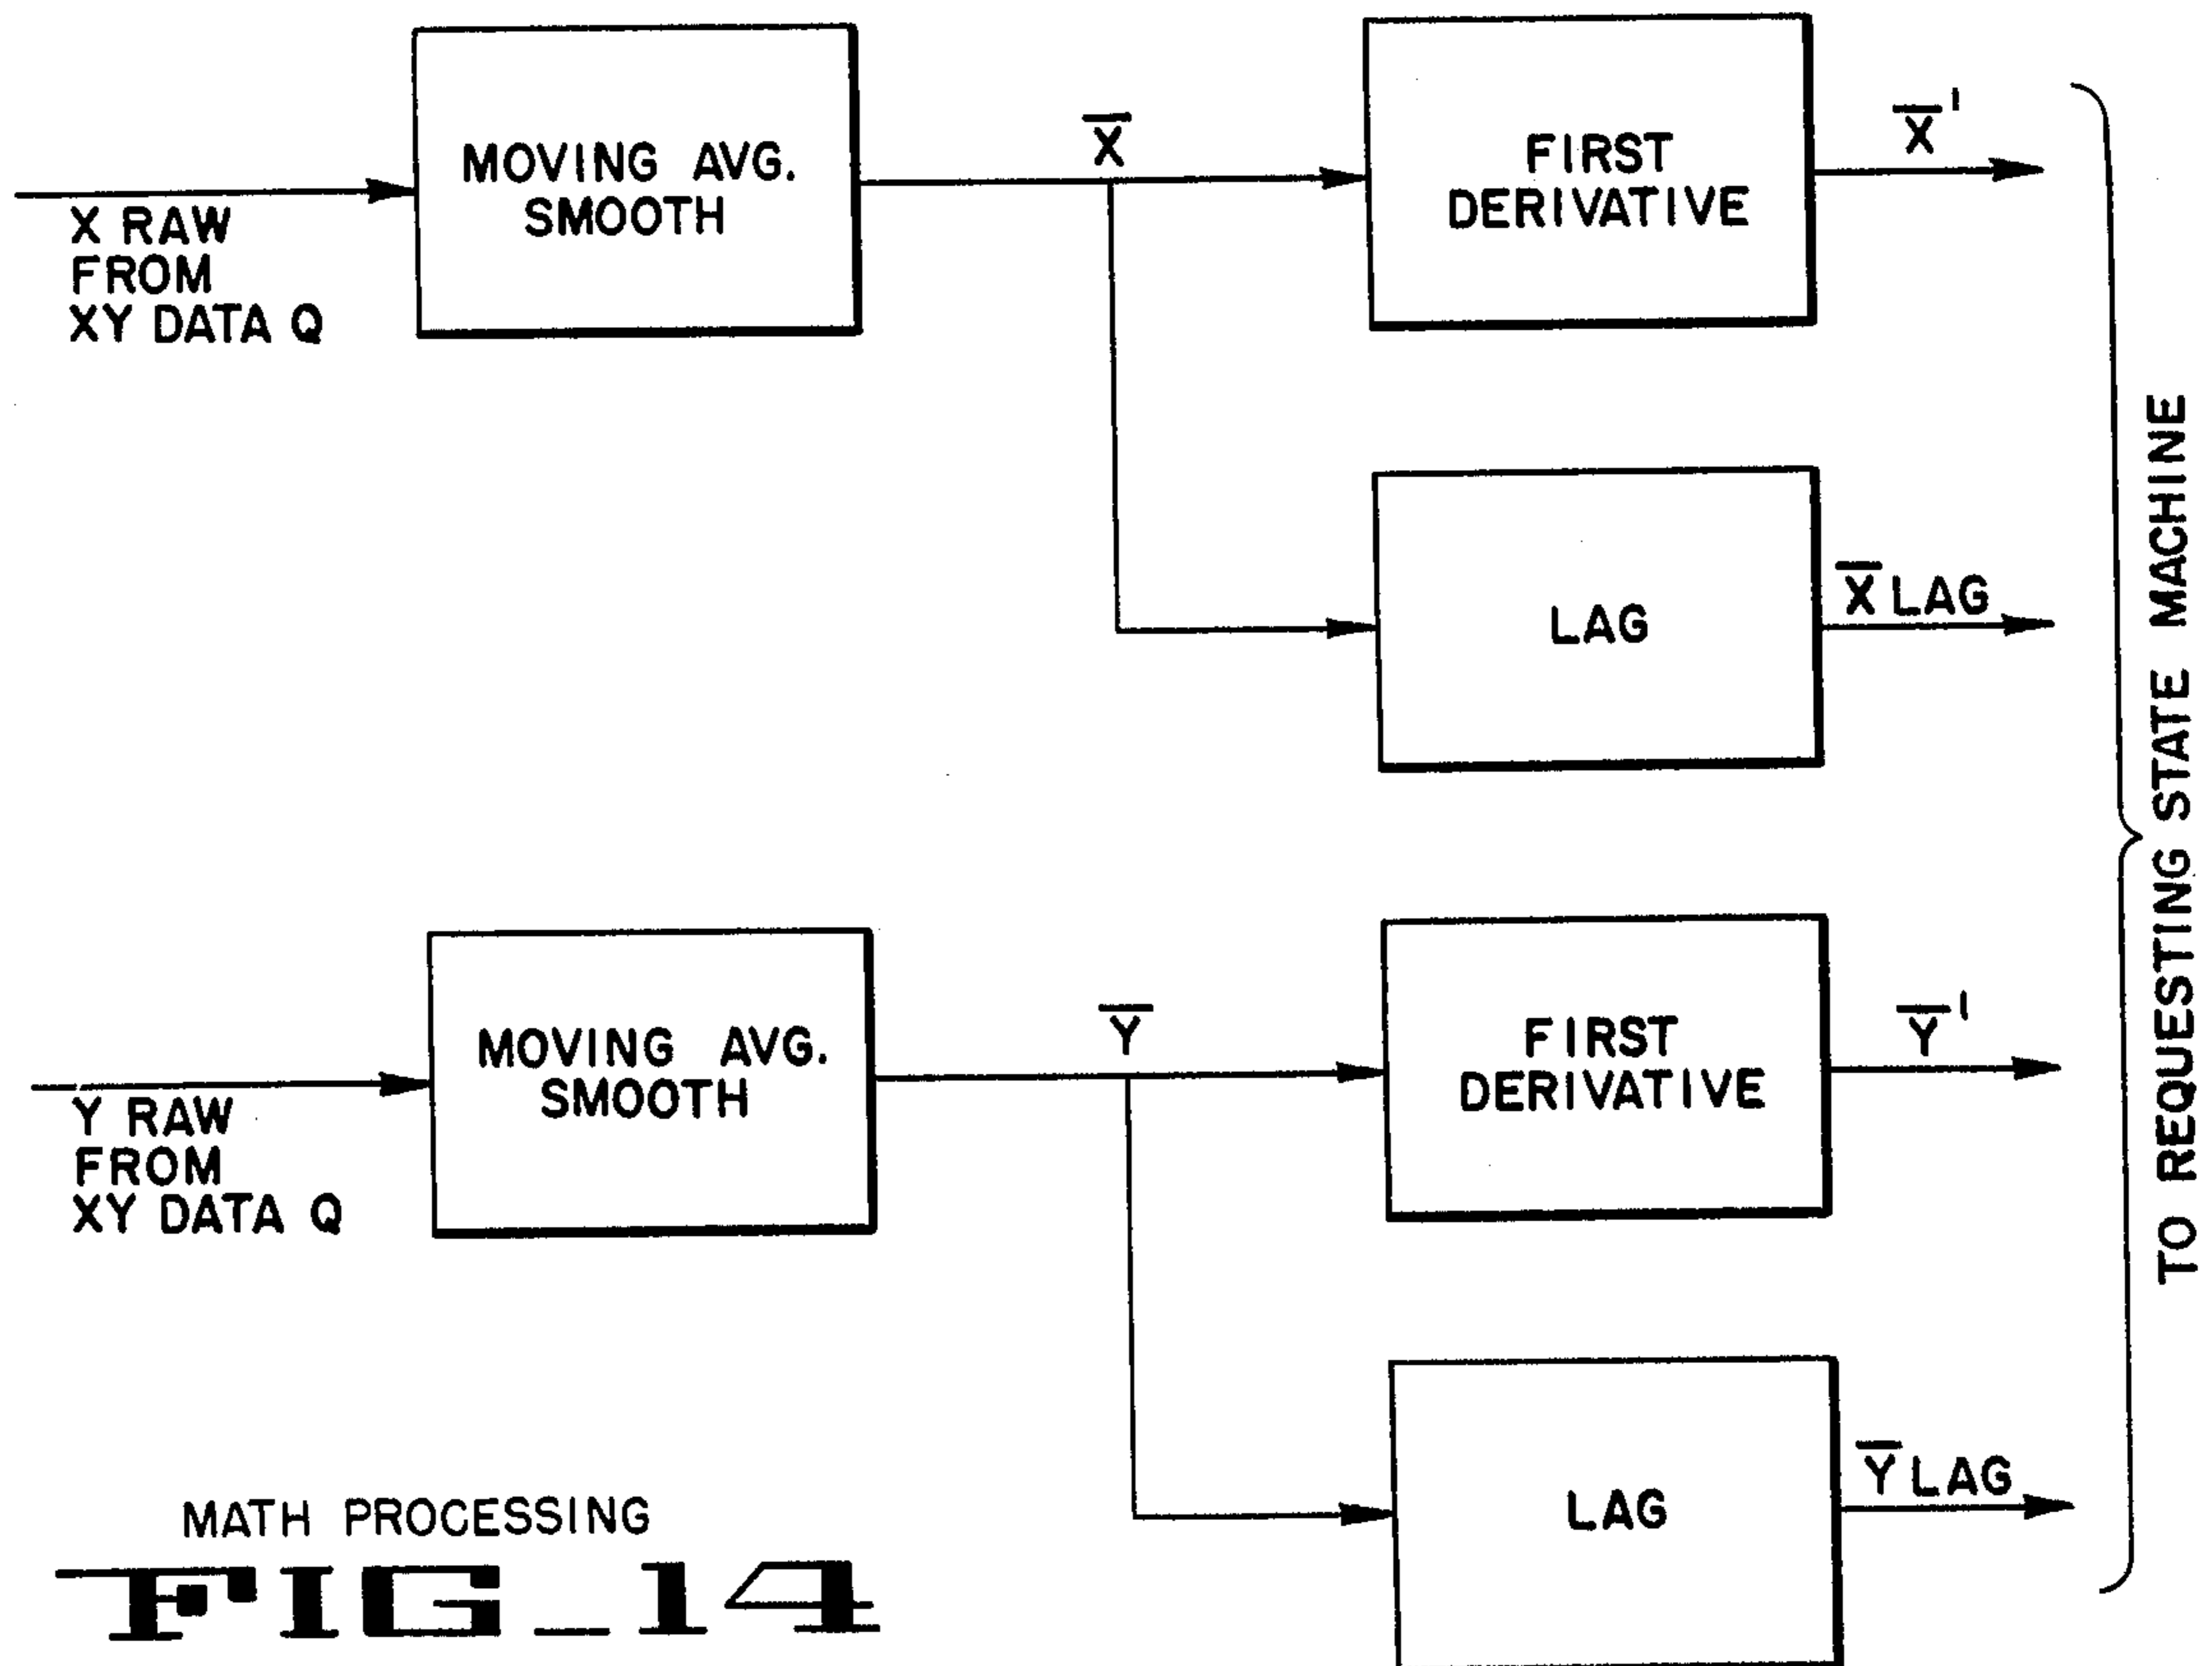 X RAW
FROM
XY DATA Q
MOVING AVG.
SMOOTH
X̅
FIRST
DERIVATIVE
X̅'
LAG
X̅ LAG
Y RAW
FROM
XY DATA Q
MOVING AVG.
SMOOTH
Y̅
FIRST
DERIVATIVE
Y̅'
LAG
Y̅ LAG
TO REQUESTING STATE MACHINE
MATH PROCESSING
FIG_14